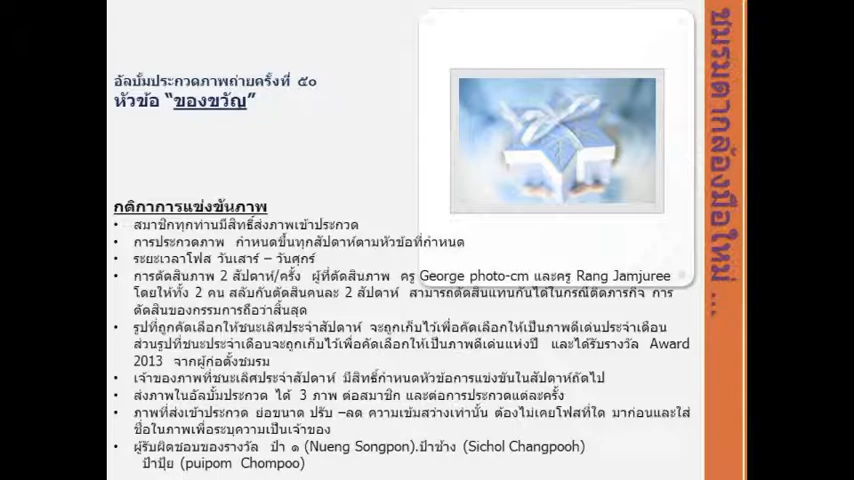 อัลบั้มประกวดภาพถ่ายครั้งที่ ๕๐
หัวข้อ “ของขวัญ”
กติกาการแข่งขันภาพ
• สมาชิกทุกท่านมีสิทธิ์ส่งภาพเข้าประกวด
• การประกวดภาพ กำหนดขึ้นทุกสัปดาห์ตามหัวข้อที่กำหนด
• ระยะเวลาโฟส วันเสาร์ – วันศุกร์
• การตัดสินภาพ 2 สัปดาห์/ครั้ง ผู้ที่ตัดสินภาพ ครู George photo-cm และครู Rang Jamjuree
โดยให้ทั้ง 2 คน สลับกันตัดสินคนละ 2 สัปดาห์ สามารถตัดสินแทนกันได้ในกรณีติดภารกิจ การ
ตัดสินของกรรมการถือว่าสิ้นสุด
• รูปที่ถูกคัดเลือกให้ชนะเลิศประจำสัปดาห์ จะถูกเก็บไว้เพื่อคัดเลือกให้เป็นภาพดีเด่นประจำเดือน
ส่วนรูปที่ชนะประจำเดือนจะถูกเก็บไว้เพื่อคัดเลือกให้เป็นภาพดีเด่นแห่งปี และได้รับรางวัล Award
2013 จากผู้ก่อตั้งชมรม
• เจ้าของภาพที่ชนะเลิศประจำสัปดาห์ มีสิทธิ์กำหนดหัวข้อการแข่งขันในสัปดาห์ถัดไป
• ส่งภาพในอัลบั้มประกวด ได้ 3 ภาพ ต่อสมาชิก และต่อการประกวดแต่ละครั้ง
• ภาพที่ส่งเข้าประกวด ย่อขนาด ปรับ –ลด ความเข้มสว่างเท่านั้น ต้องไม่เคยโฟสที่ใด มาก่อนและใส่
ชื่อในภาพเพื่อระบุความเป็นเจ้าของ
• ผู้รับผิดชอบของรางวัล ป๋า ๑ (Nueng Songpon).ป้าช้าง (Sichol Changpooh)
ป้าปุ้ย (puipom Chompoo)
ชมรมตากล้องมือใหม่ ...